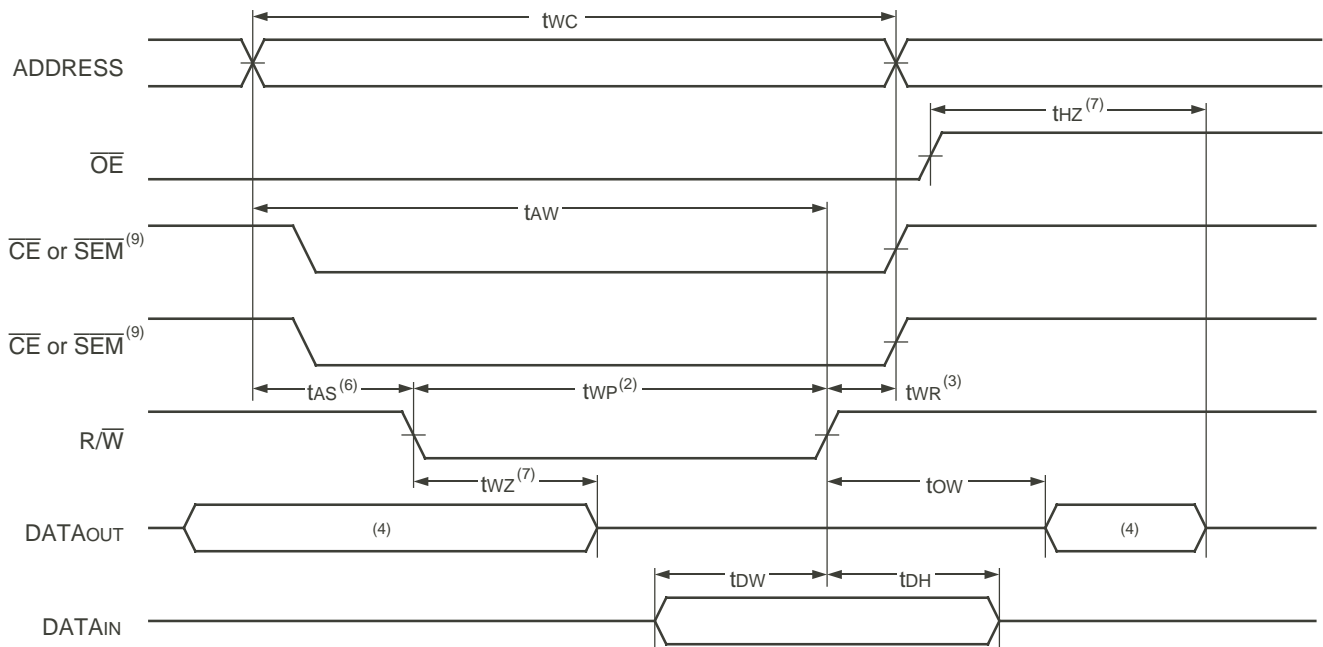 tWC
ADDRESS
tHZ(7)
OE
tAW
CE or SEM(9)
CE or SEM(9)
tAS(6) tWP(2) tWR(3)
R/W
tWZ(7) tOW
DATAOUT (4) (4)
tDW tDH
DATAIN